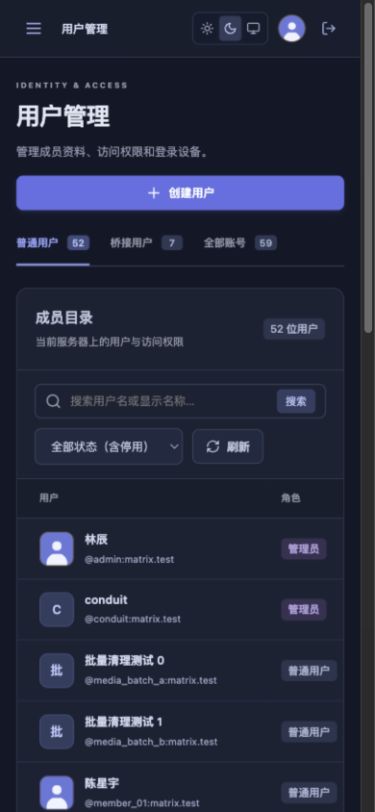 用户管理
IDENTITY & ACCESS
用户管理
管理成员资料、访问权限和登录设备。
创建用户
普通用户 52 桥接用户 7 全部账号 59
成员目录
当前服务器上的用户与访问权限
52 位用户
搜索用户名或显示名称... 搜索
全部状态（含停用） 刷新
用户 角色
林辰
@admin:matrix.test
管理员
C
conduit
@conduit:matrix.test
管理员
批
批量清理测试 0
@media_batch_a:matrix.test
普通用户
批
批量清理测试 1
@media_batch_b:matrix.test
普通用户
陈星宇
@member_01:matrix.test
普通用户